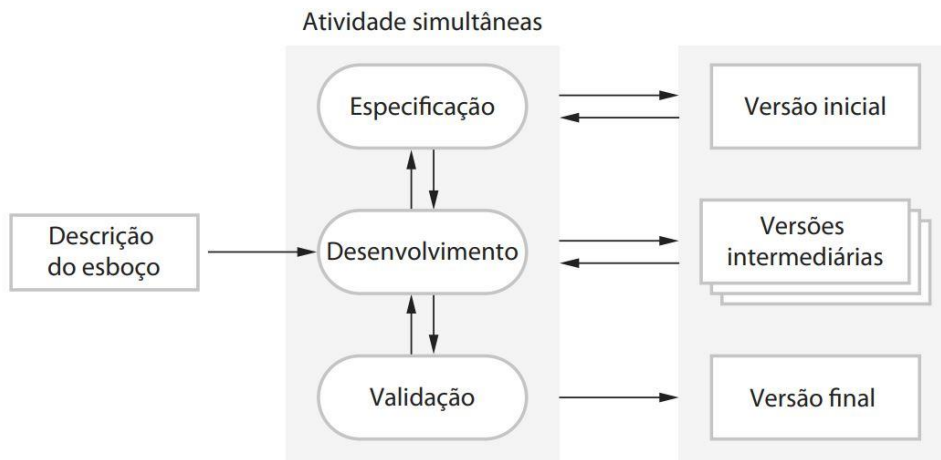 Atividade simultâneas
Especificação
Versão inicial
Descrição
do esboço
Desenvolvimento
Versões
intermediárias
Validação
Versão final